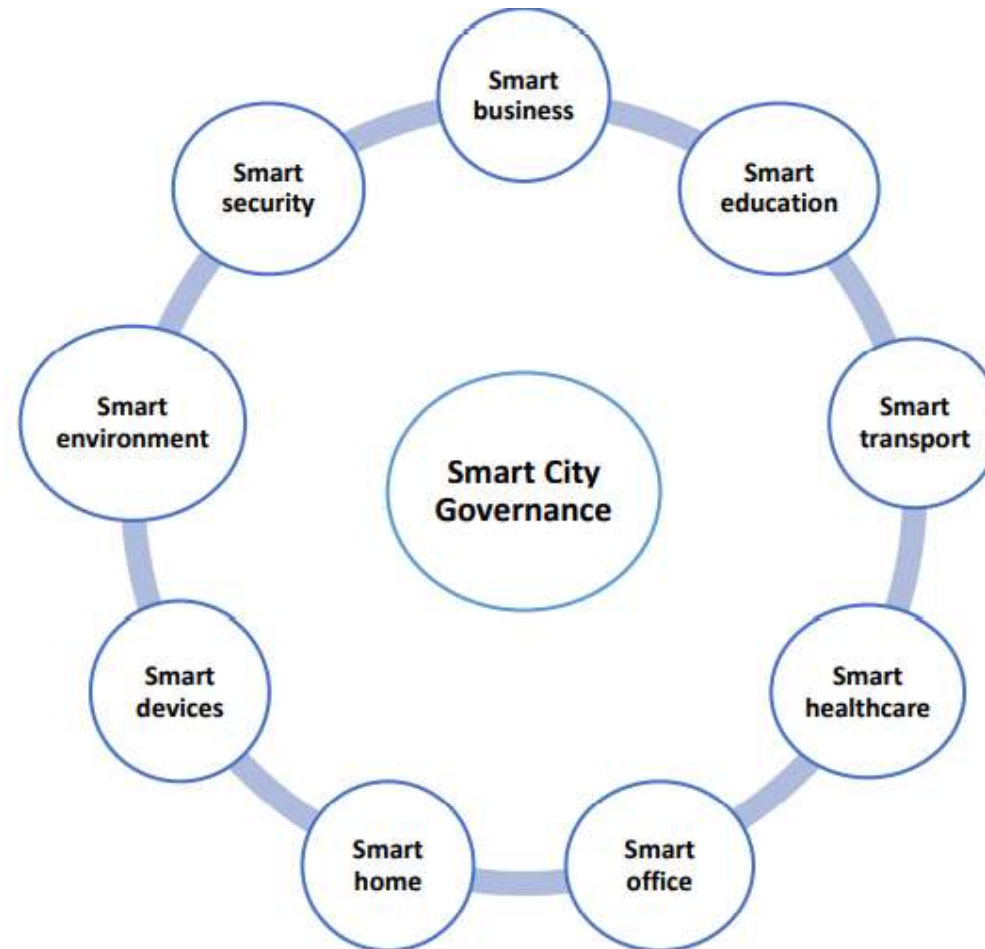 Smart
business
Smart
education
Smart
transport
Smart
healthcare
Smart
office
Smart
home
Smart
devices
Smart
environment
Smart
security
Smart City
Governance